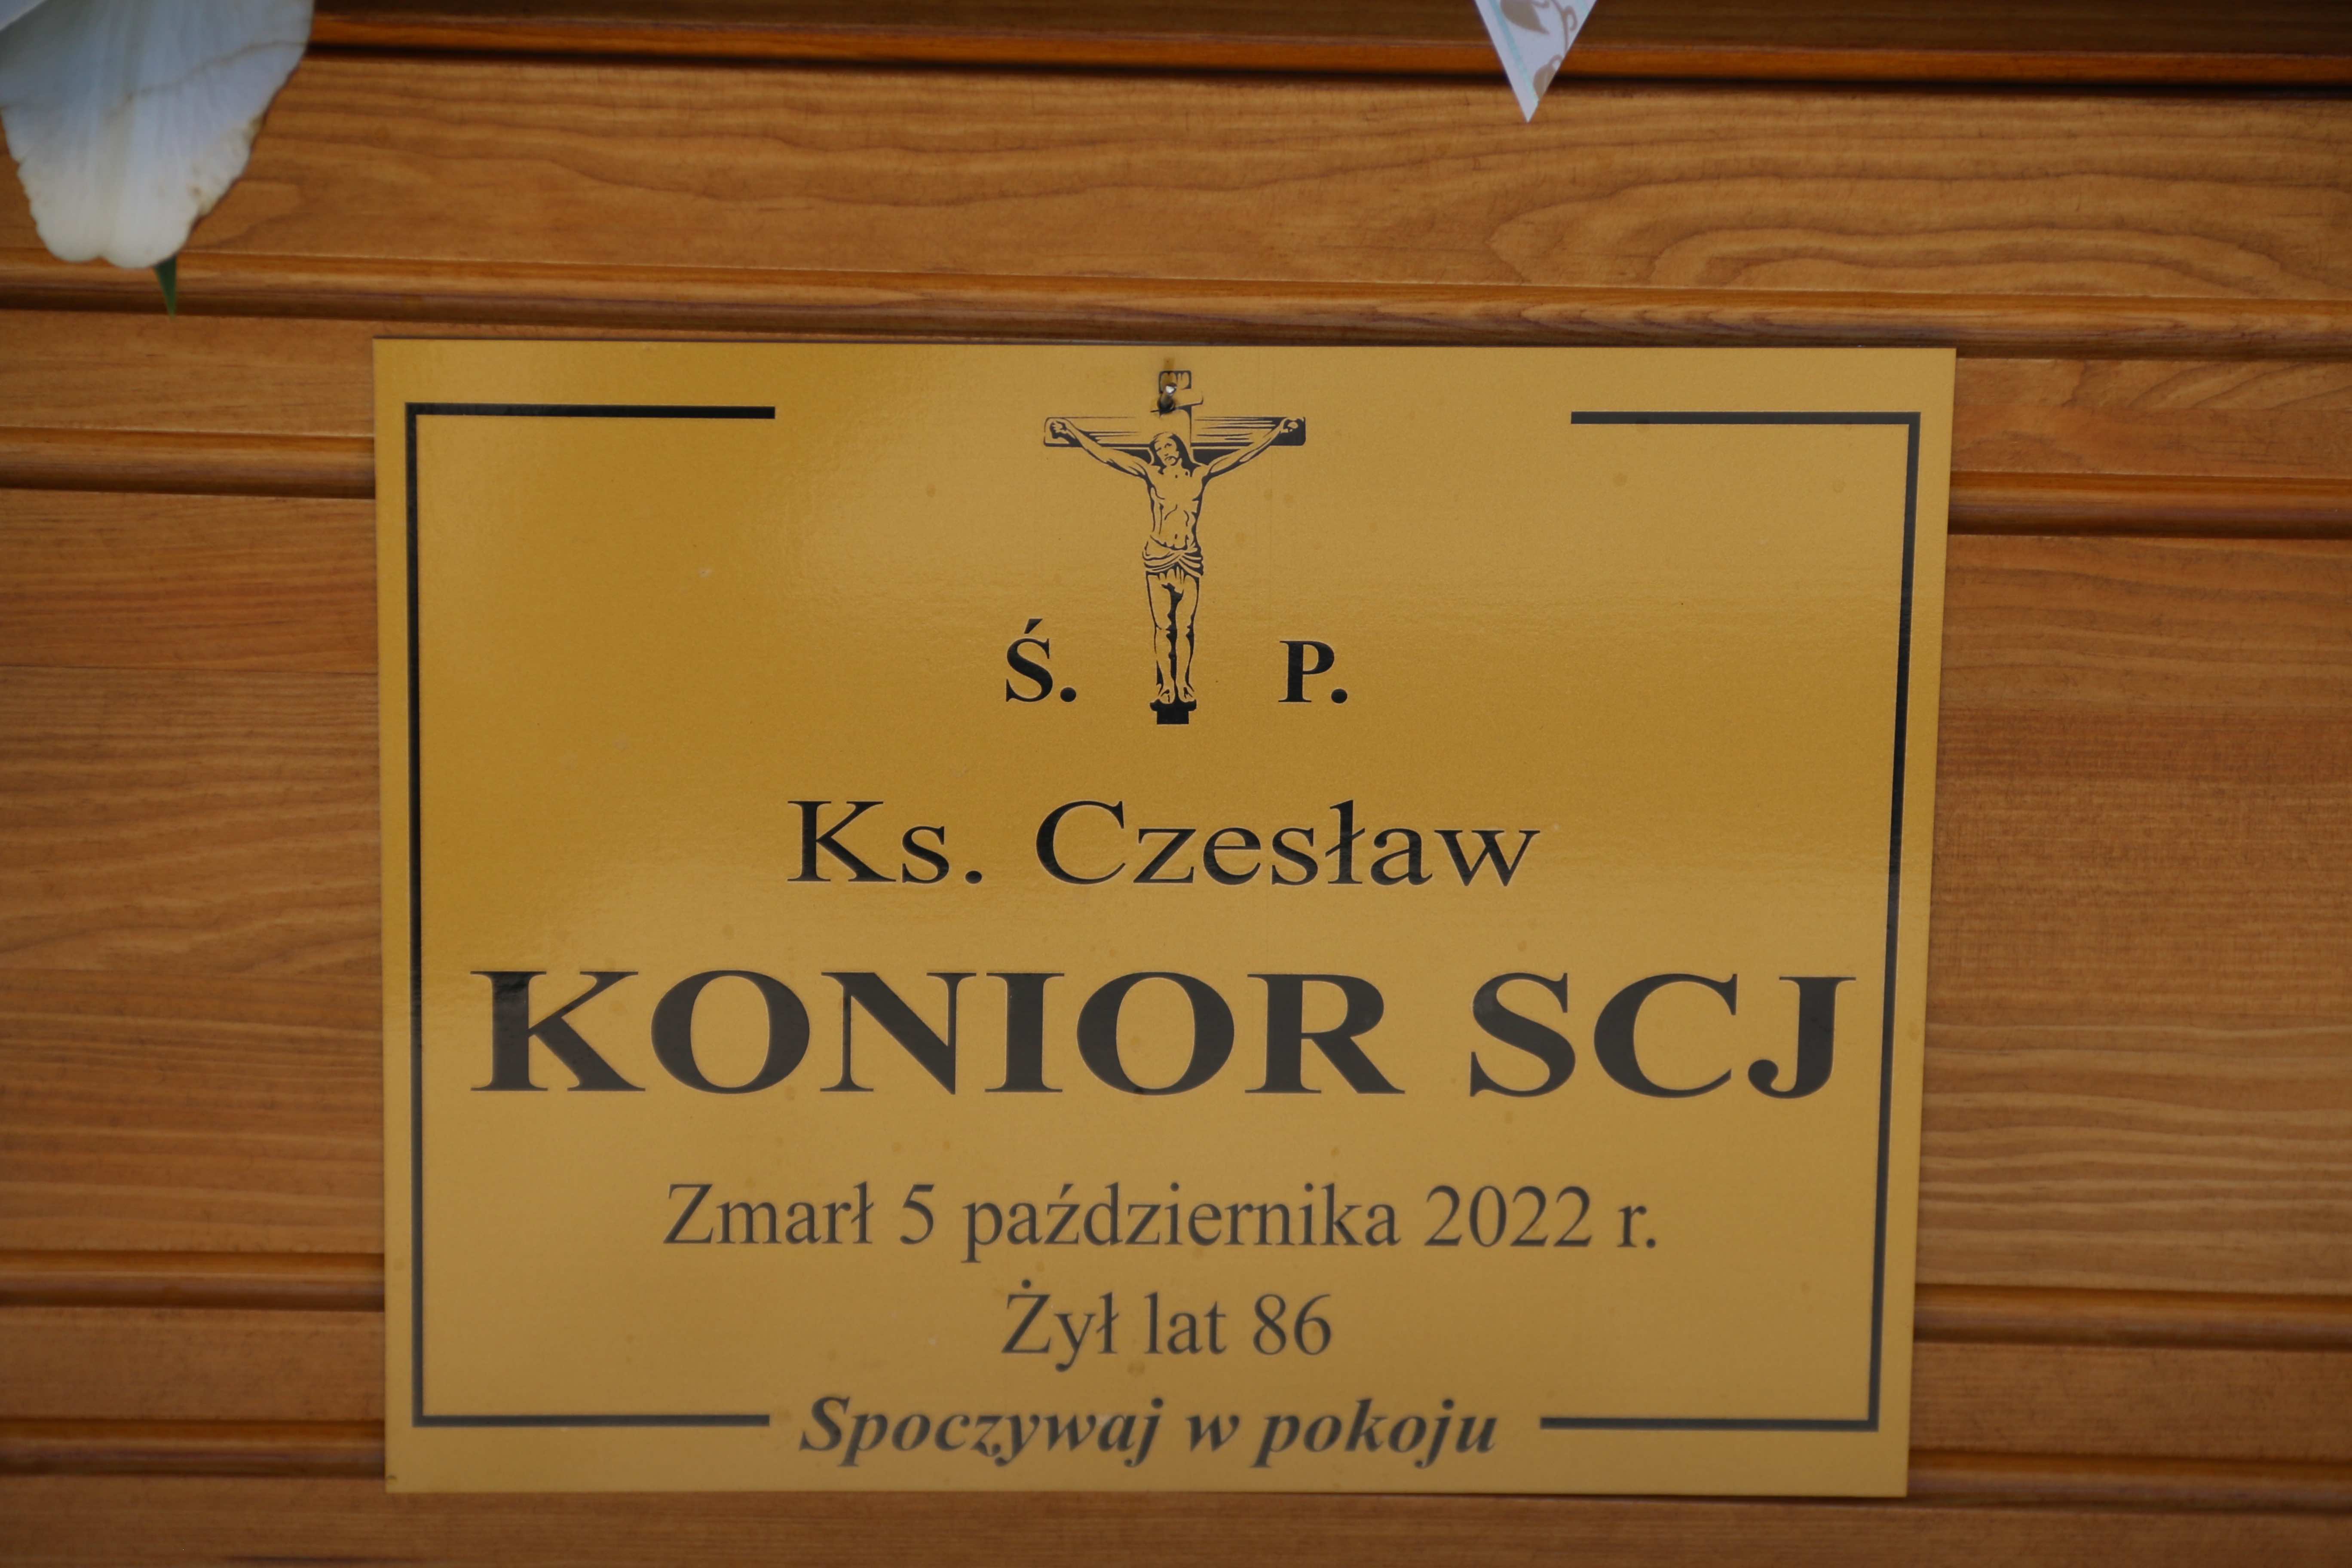 Ś. P.
Ks. Czesław
KONIOR SCJ
Zmarł 5 października 2022 r.
Żył lat 86
Spoczywaj w pokoju